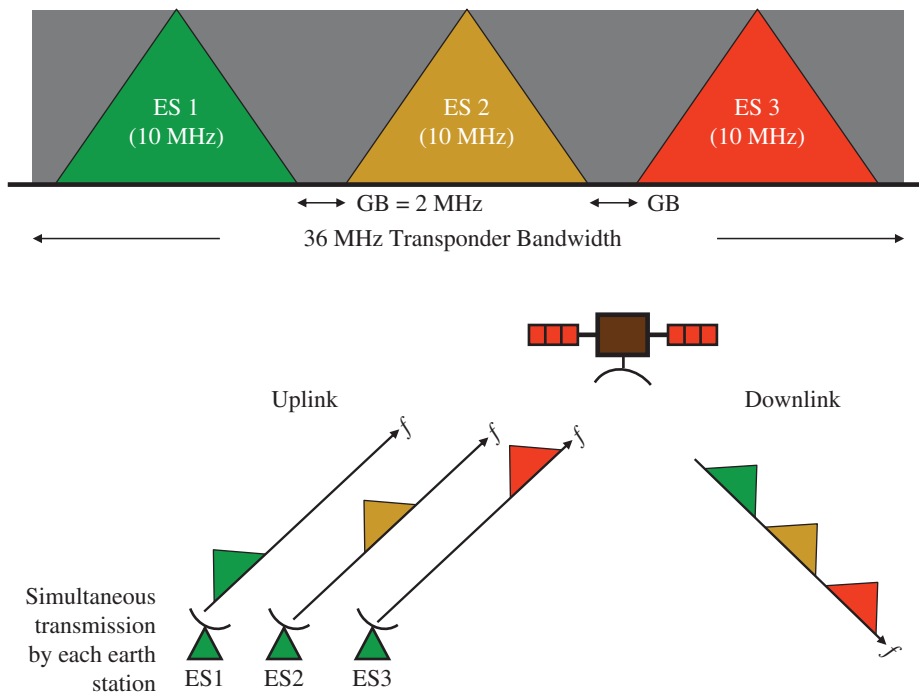 ES 1
(10 MHz)
ES 2
(10 MHz)
ES 3
(10 MHz)
GB = 2 MHz
GB
36 MHz Transponder Bandwidth
Uplink
Downlink
f
f
f
Simultaneous
transmission
by each earth
station
ES1
ES2
ES3
f